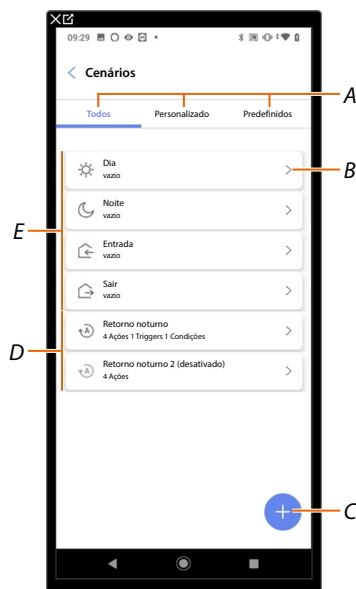 09:29
Cenários
A
Todos Personalizado Predefinidos
Dia
vazio
B
Noite
vazio
E
Entrada
vazio
Sair
vazio
Retorno noturno
4 Ações 1 Triggers 1 Condições
D
Retorno noturno 2 (desativado)
4 Ações
C